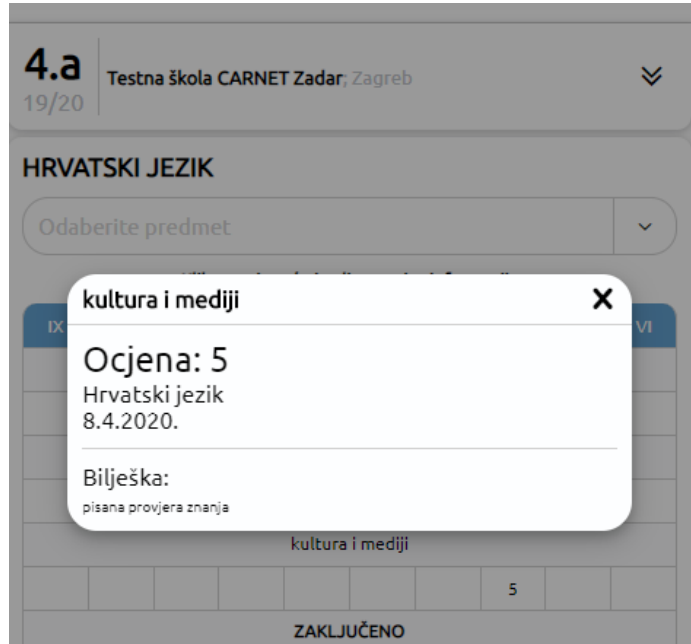 4.a
19/20
Testna škola CARNET Zadar; Zagreb
HRVATSKI JEZIK
Odaberite predmet
kultura i mediji
IX
VI
Ocjena: 5
Hrvatski jezik
8.4.2020.
Bilješka:
pisana provjera znanja
kultura i mediji
5
ZAKLJUČENO